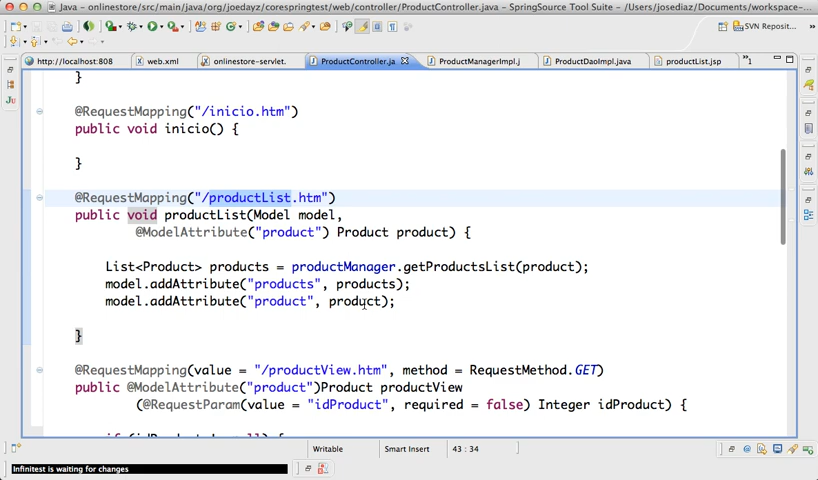 Java - onlinestore/src/main/java/org/joedayz/corespringtest/web/controller/ProductController.java - SpringSource Tool Suite - /Users/josediaz/Documents/workspace-
SVN Reposit...
http://localhost:808 web.xml onlinestore-servlet. ProductController.ja ProductManagerImpl.j ProductDaoImpl.java productList.jsp »1
}
@RequestMapping("/inicio.htm")
public void inicio() {
}
@RequestMapping("/productList.htm")
public void productList(Model model,
@ModelAttribute("product") Product product) {
List<Product> products = productManager.getProductsList(product);
model.addAttribute("products", products);
model.addAttribute("product", product);
}
@RequestMapping(value = "/productView.htm", method = RequestMethod.GET)
public @ModelAttribute("product")Product productView
(@RequestParam(value = "idProduct", required = false) Integer idProduct) {
Writable Smart Insert 43 : 34
Infinitest is waiting for changes